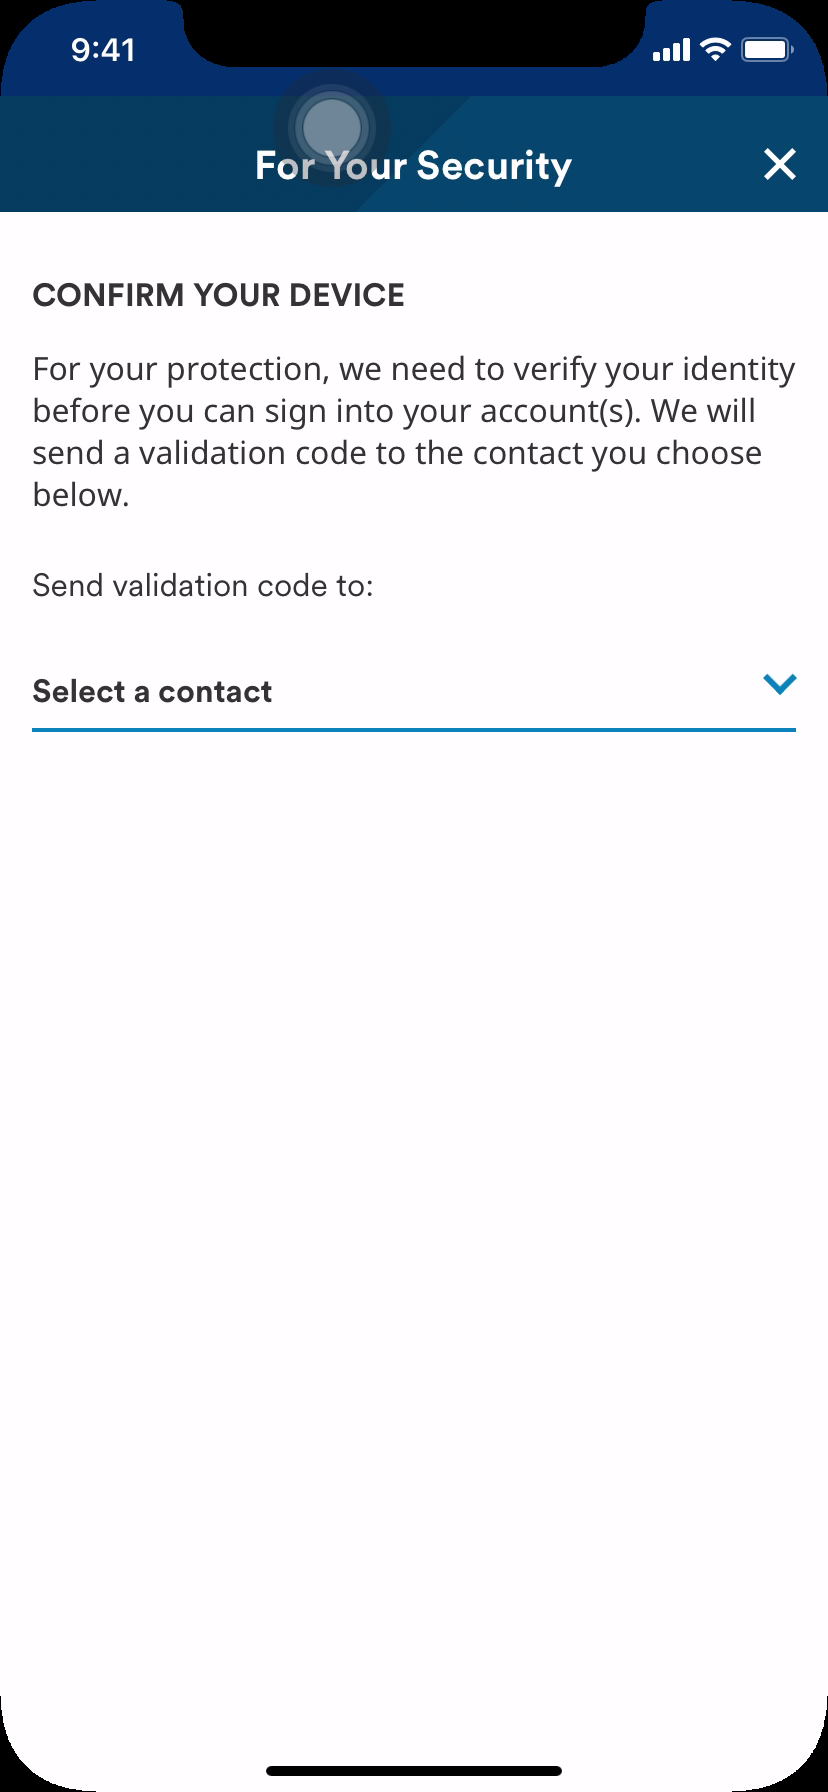 9:41
For Your Security
CONFIRM YOUR DEVICE
For your protection, we need to verify your identity
before you can sign into your account(s). We will
send a validation code to the contact you choose
below.
Send validation code to:
Select a contact